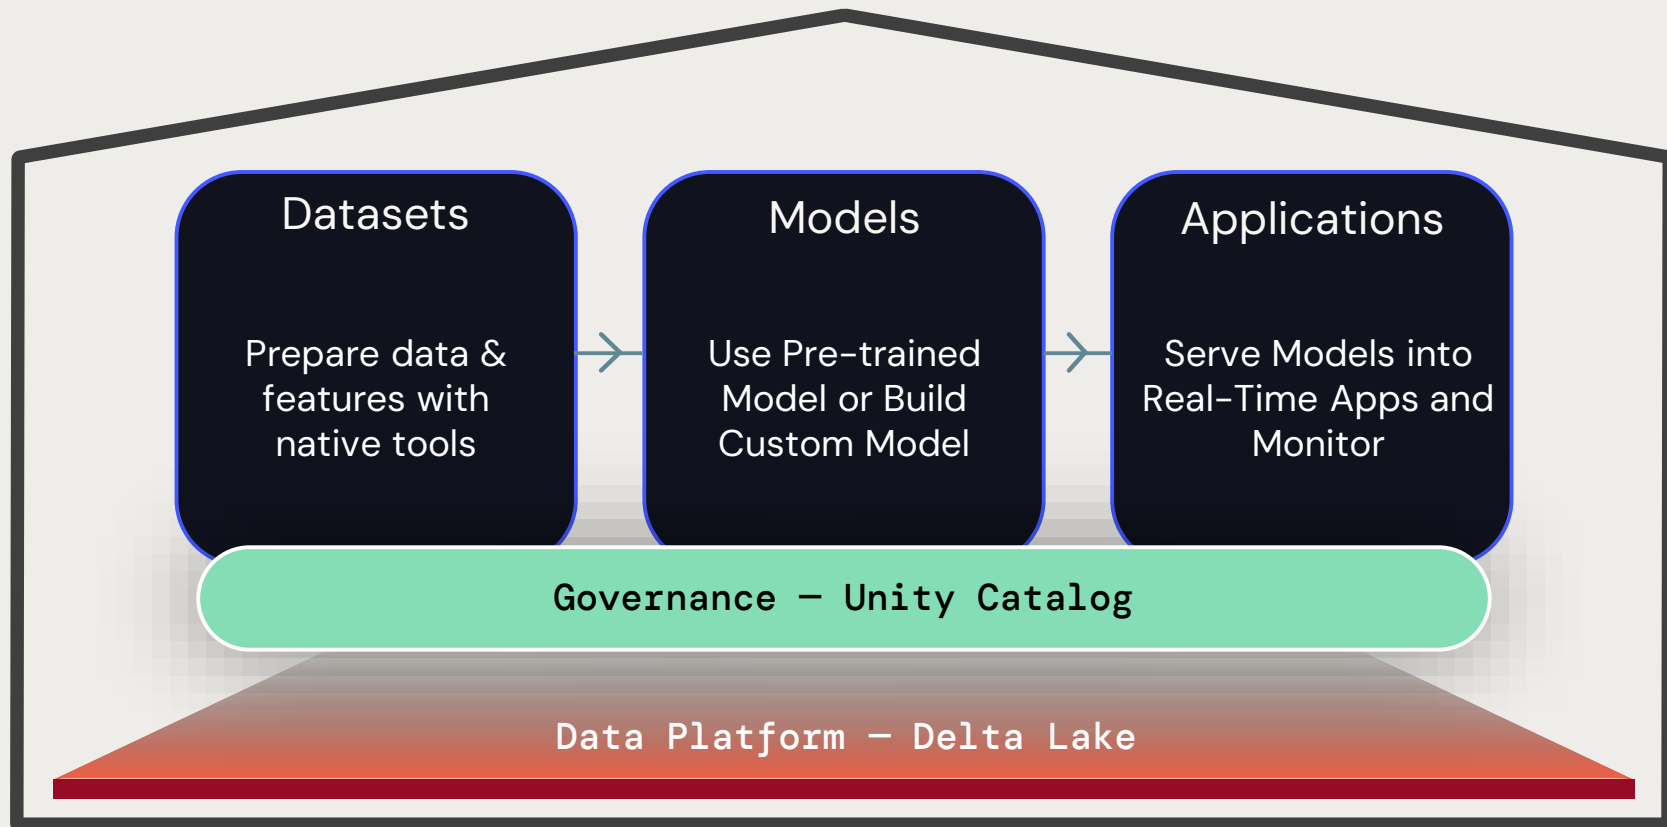 Datasets
Prepare data &
features with
native tools
Models
Use Pre-trained
Model or Build
Custom Model
Applications
Serve Models into
Real-Time Apps and
Monitor
Governance — Unity Catalog
Data Platform — Delta Lake